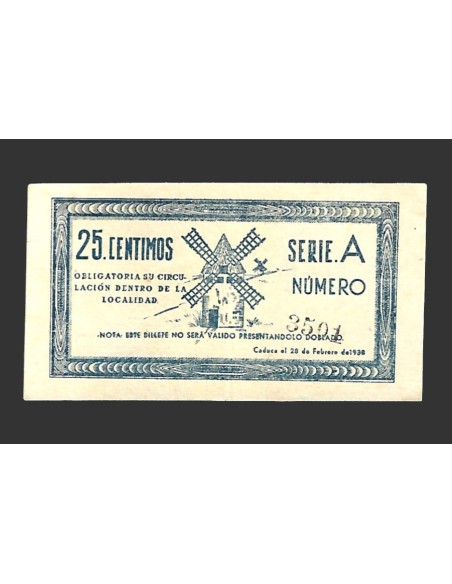 25. CENTIMOS
OBLIGATORIA SU CIRCU-
LACIÓN DENTRO DE LA
LOCALIDAD.
SERIE. A
NÚMERO
3501
-NOTA: ESTE BILLETE NO SERÁ VALIDO PRESENTANDOLO DOBLADO.
Caduca el 28 de Febrero de 1938